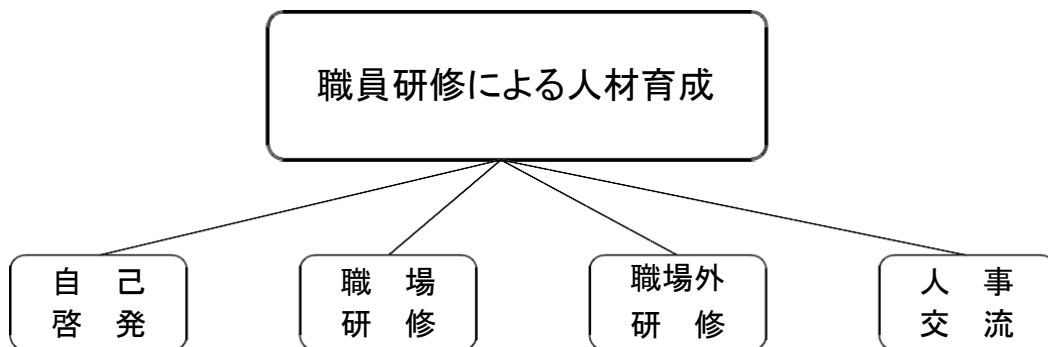 職員研修による人材育成
自　己
啓　発
職　場
研　修
職場外
研　修
人　事
交　流